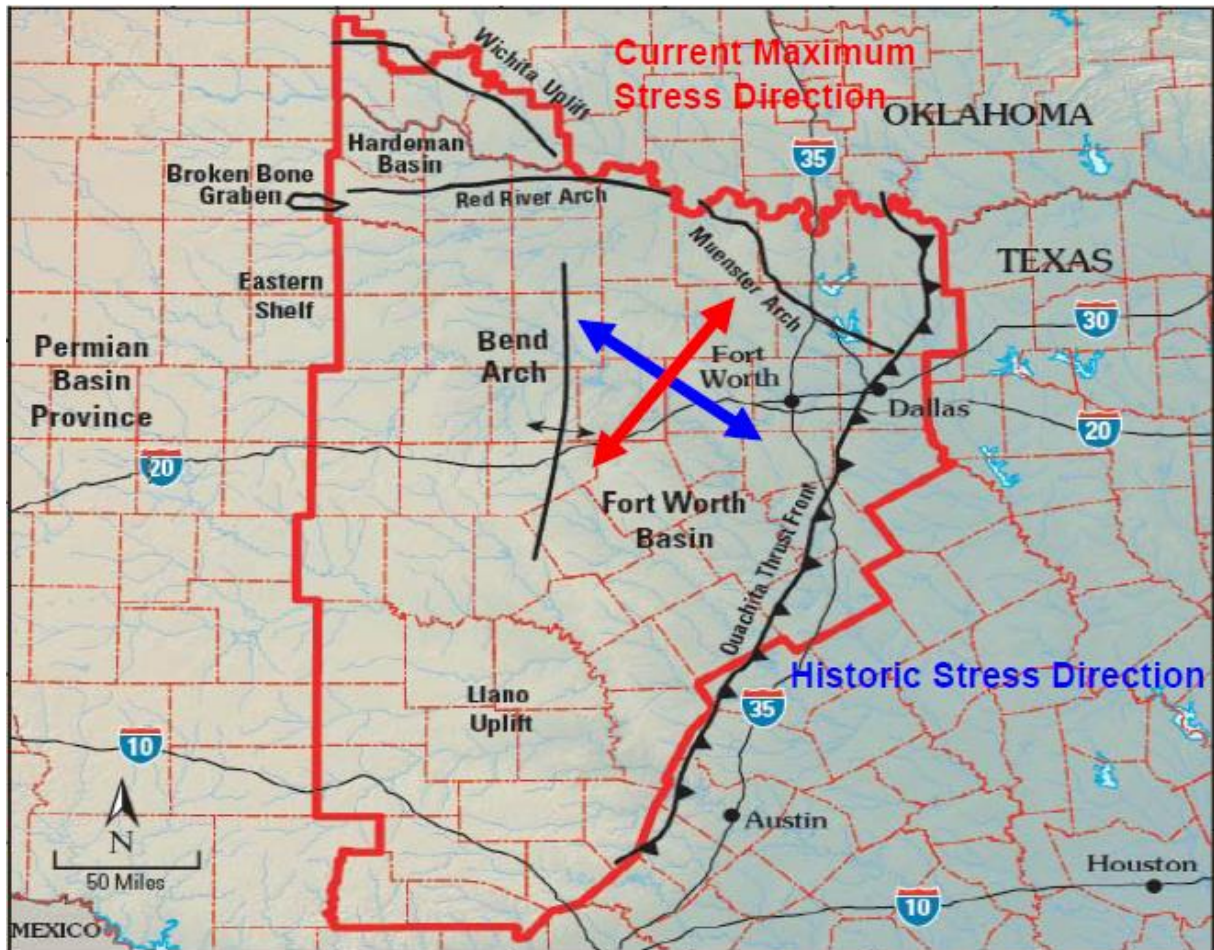 Current Maximum
Stress Direction
Wichita Uplift
OKLAHOMA
35
Hardeman
Basin
Broken Bone
Graben
Red River Arch
Muenster Arch
TEXAS
Eastern
Shelf
30
Permian
Basin
Province
Bend
Arch
Fort
Worth
Dallas
20
20
Fort Worth
Basin
Ouachita Thrust Front
Historic Stress Direction
Llano
Uplift
35
10
N
50 Miles
Austin
Houston
10
MEXICO